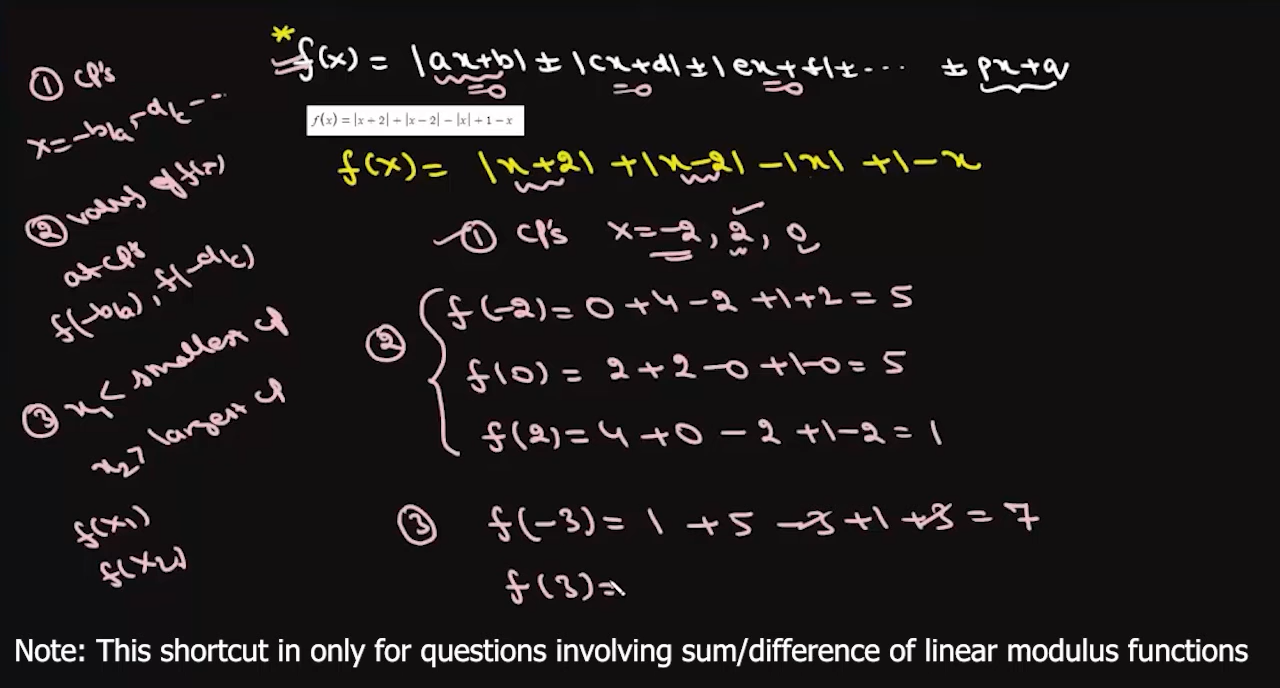 * f(x) = |ax+b| ± |cx+d| ± |ex+f| ± ... ± px+q
=0 =0 =0
f(x) = |x + 2| + |x − 2| − |x| + 1 − x
f(x) = |x+2| + |x-2| - |x| + 1 - x
① CP's x = -2, 2, 0
② f(-2) = 0 + 4 - 2 + 1 + 2 = 5
f(0) = 2 + 2 - 0 + 1 - 0 = 5
f(2) = 4 + 0 - 2 + 1 - 2 = 1
③ f(-3) = 1 + 5 - 3 + 1 + 3 = 7
f(3) =
① CP's
x = -b/a, -d/c ...
② values of f(x)
at CP's
f(-b/a), f(-d/c)
③ x₁ < smallest CP
x₂ > largest CP
f(x₁)
f(x₂)
Note: This shortcut in only for questions involving sum/difference of linear modulus functions